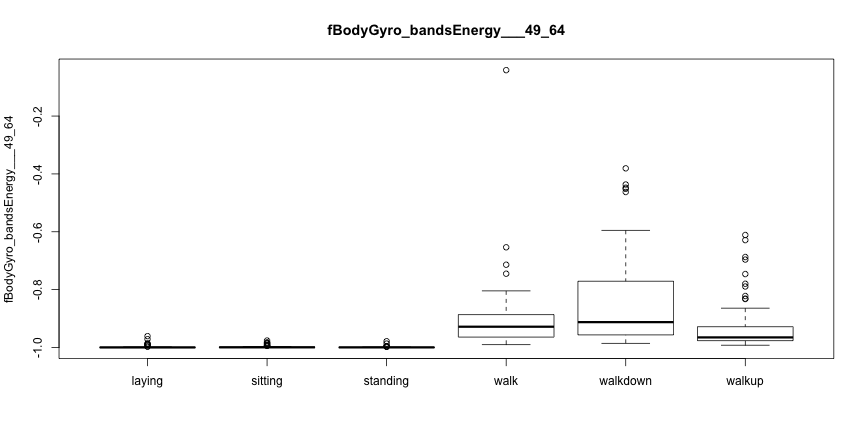 fBodyGyro_bandsEnergy___49_64
fBodyGyro_bandsEnergy___49_64
-0.2
-0.4
-0.6
-0.8
-1.0
laying sitting standing walk walkdown walkup